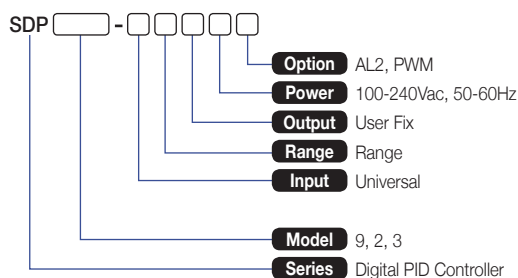 SDP -
Option AL2, PWM
Power 100-240Vac, 50-60Hz
Output User Fix
Range Range
Input Universal
Model 9, 2, 3
Series Digital PID Controller